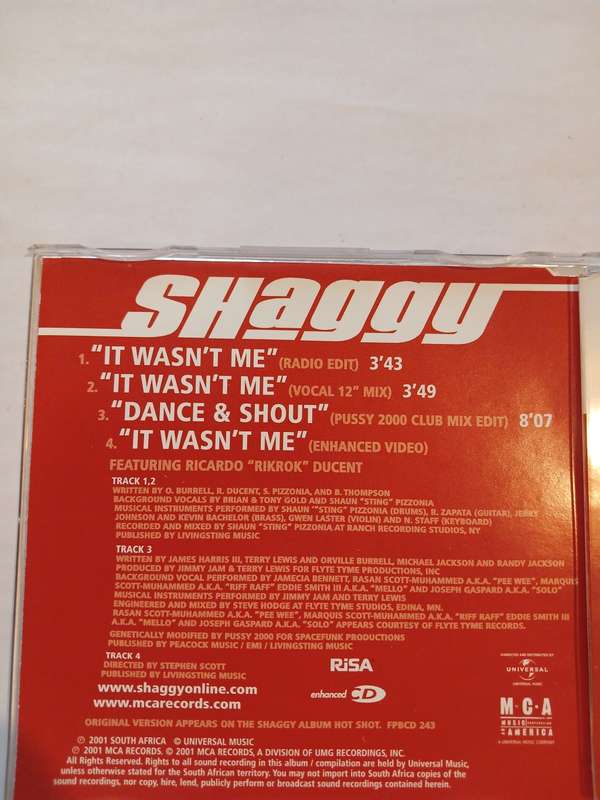 SHaggy
1. "IT WASN'T ME" (RADIO EDIT) 3'43
2. "IT WASN'T ME" (VOCAL 12" MIX) 3'49
3. "DANCE & SHOUT" (PUSSY 2000 CLUB MIX EDIT) 8'07
4. "IT WASN'T ME" (ENHANCED VIDEO)
FEATURING RICARDO "RIKROK" DUCENT
TRACK 1,2
WRITTEN BY O. BURRELL, R. DUCENT, S. PIZZONIA, AND B. THOMPSON
BACKGROUND VOCALS BY BRIAN & TONY GOLD AND SHAUN "STING" PIZZONIA
MUSICAL INSTRUMENTS PERFORMED BY SHAUN "STING" PIZZONIA (DRUMS), R. ZAPATA (GUITAR), JERRY
JOHNSON AND KEVIN BACHELOR (BRASS), GWEN LASTER (VIOLIN) AND N. STAFF (KEYBOARD)
RECORDED AND MIXED BY SHAUN "STING" PIZZONIA AT RANCH RECORDING STUDIOS, NY
PUBLISHED BY LIVINGSTING MUSIC
TRACK 3
WRITTEN BY JAMES HARRIS III, TERRY LEWIS AND ORVILLE BURRELL, MICHAEL JACKSON AND RANDY JACKSON
PRODUCED BY JIMMY JAM & TERRY LEWIS FOR FLYTE TYME PRODUCTIONS, INC
BACKGROUND VOCAL PERFORMED BY JAMECIA BENNETT, RASAN SCOTT-MUHAMMED A.K.A. "PEE WEE", MARQUIS
SCOTT-MUHAMMED A.K.A. "RIFF RAFF" EDDIE SMITH III A.K.A. "MELLO" AND JOSEPH GASPARD A.K.A. "SOLO"
MUSICAL INSTRUMENTS PERFORMED BY JIMMY JAM AND TERRY LEWIS
ENGINEERED AND MIXED BY STEVE HODGE AT FLYTE TYME STUDIOS, EDINA, MN.
RASAN SCOTT-MUHAMMED A.K.A. "PEE WEE", MARQUIS SCOTT-MUHAMMED A.K.A. "RIFF RAFF" EDDIE SMITH III
A.K.A. "MELLO" AND JOSEPH GASPARD A.K.A. "SOLO" APPEARS COURTESY OF FLYTE TYME RECORDS.
GENETICALLY MODIFIED BY PUSSY 2000 FOR SPACEFUNK PRODUCTIONS
PUBLISHED BY PEACOCK MUSIC / EMI / LIVINGSTING MUSIC
TRACK 4
DIRECTED BY STEPHEN SCOTT
PUBLISHED BY LIVINGSTING MUSIC
www.shaggyonline.com
www.mcarecords.com
RiSA
enhanced CD
MARKETED AND DISTRIBUTED BY
UNIVERSAL
UNIVERSAL MUSIC
M·C·A
MUSIC CORPORATION
OF AMERICA
A UNIVERSAL MUSIC COMPANY
ORIGINAL VERSION APPEARS ON THE SHAGGY ALBUM HOT SHOT. FPBCD 243
℗ 2001 SOUTH AFRICA © UNIVERSAL MUSIC
℗ 2001 MCA RECORDS. © 2001 MCA RECORDS, A DIVISION OF UMG RECORDINGS, INC.
All Rights Reserved. Rights to all sound recording in this album / compilation are held by Universal Music,
unless otherwise stated for the South African territory. You may not import into South Africa copies of the
sound recording, nor copy, hire, lend, publicly perform or broadcast sound recordings contained herein.